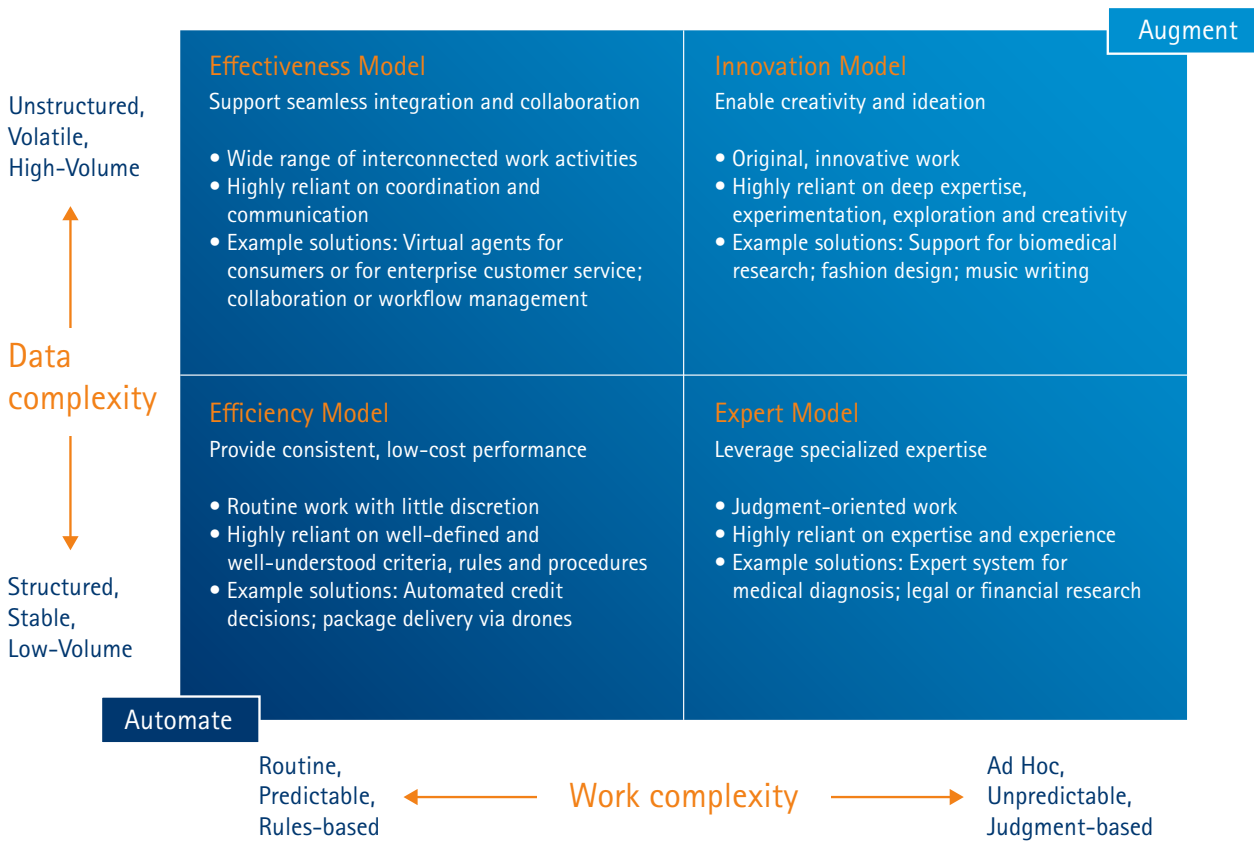 Augment
Effectiveness Model
Support seamless integration and collaboration
• Wide range of interconnected work activities
• Highly reliant on coordination and
communication
• Example solutions: Virtual agents for
consumers or for enterprise customer service;
collaboration or workflow management
Innovation Model
Enable creativity and ideation
• Original, innovative work
• Highly reliant on deep expertise,
experimentation, exploration and creativity
• Example solutions: Support for biomedical
research; fashion design; music writing
Unstructured,
Volatile,
High-Volume
Data
complexity
Structured,
Stable,
Low-Volume
Efficiency Model
Provide consistent, low-cost performance
• Routine work with little discretion
• Highly reliant on well-defined and
well-understood criteria, rules and procedures
• Example solutions: Automated credit
decisions; package delivery via drones
Expert Model
Leverage specialized expertise
• Judgment-oriented work
• Highly reliant on expertise and experience
• Example solutions: Expert system for
medical diagnosis; legal or financial research
Automate
Routine,
Predictable,
Rules-based
Work complexity
Ad Hoc,
Unpredictable,
Judgment-based